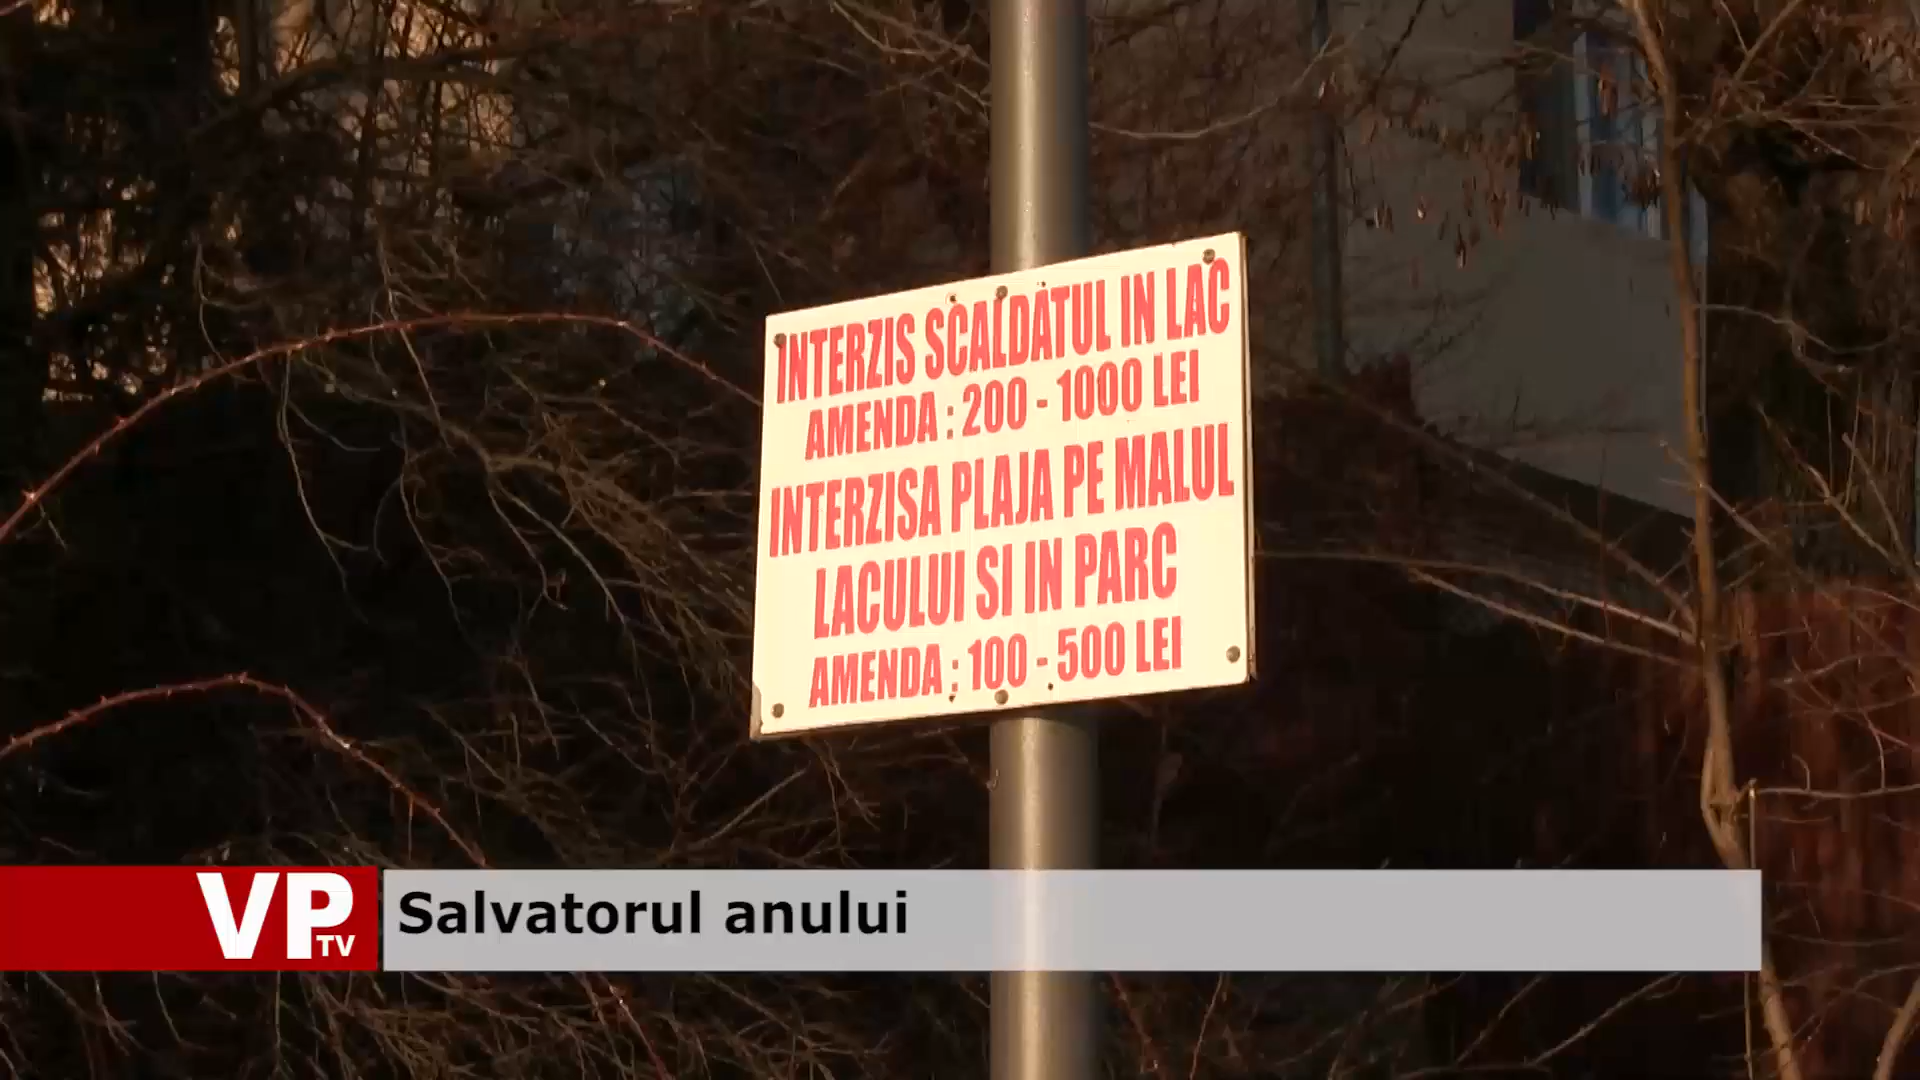 INTERZIS SCALDATUL IN LAC
AMENDA : 200 - 1000 LEI
INTERZISA PLAJA PE MALUL
LACULUI SI IN PARC
AMENDA : 100 - 500 LEI
VP TV
Salvatorul anului